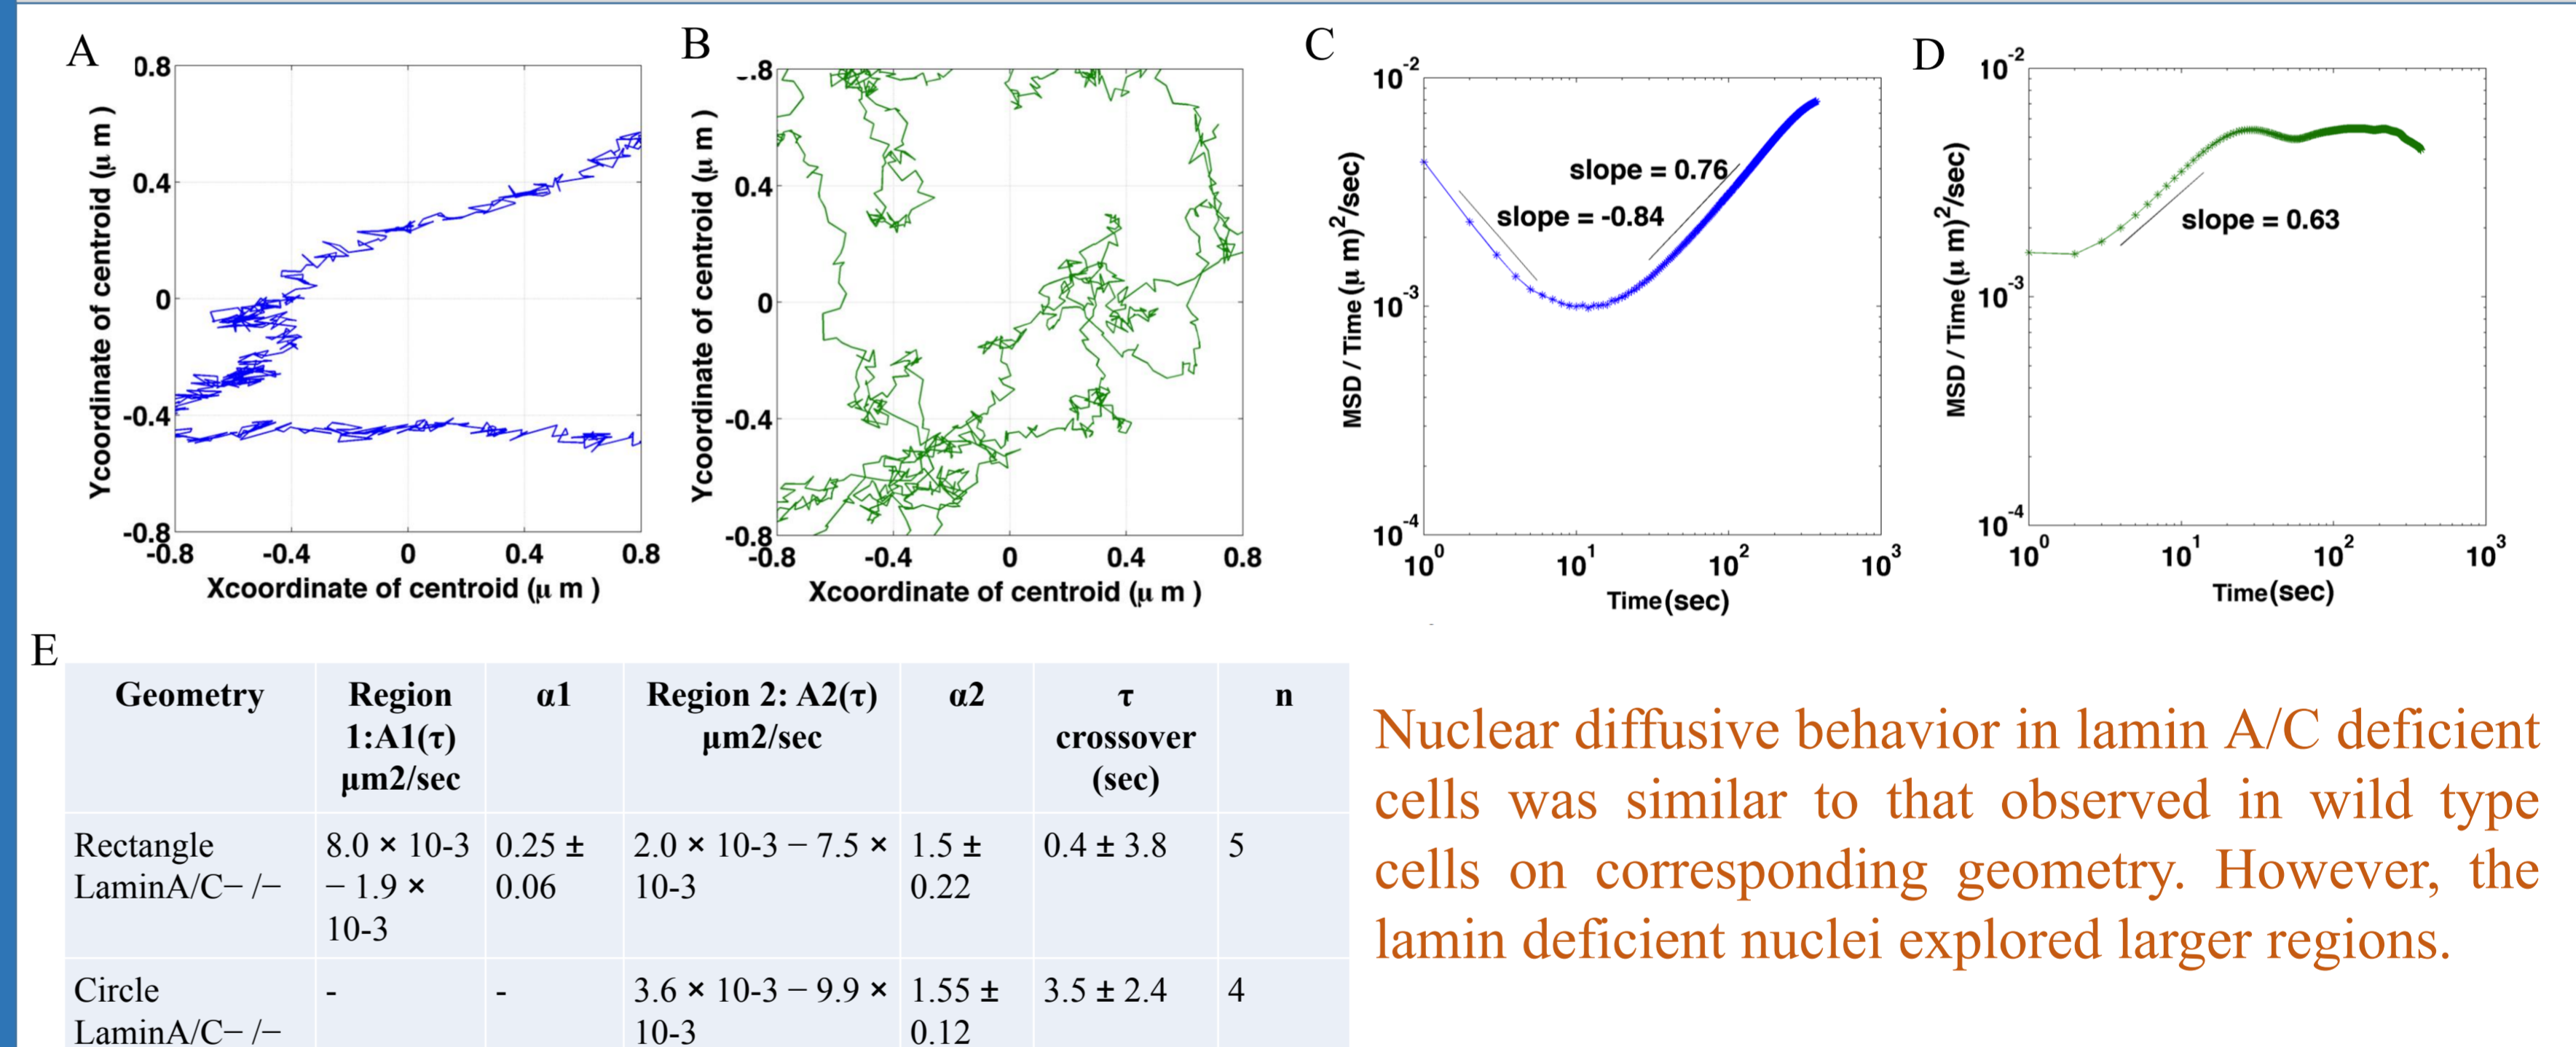 A
0.8
0.4
0
-0.4
-0.8
-0.8 -0.4 0 0.4 0.8
Ycoordinate of centroid (μ m )
Xcoordinate of centroid (μ m )
B
.8
0.4
0
-0.4
-0.8
-0.8 -0.4 0 0.4 0.8
Ycoordinate of centroid (μ m )
Xcoordinate of centroid (μ m )
C
10-2
10-3
10-4
100 101 102 103
MSD / Time (μ m)2/sec)
slope = 0.76
slope = -0.84
Time(sec)
D
10-2
10-3
10-4
100 101 102 103
MSD / Time(μ m)2/sec)
slope = 0.63
Time(sec)
E
Geometry Region 1:A1(τ) μm2/sec α1 Region 2: A2(τ) μm2/sec α2 τ crossover (sec) n
Rectangle LaminA/C− /− 8.0 × 10-3 − 1.9 × 10-3 0.25 ± 0.06 2.0 × 10-3 − 7.5 × 10-3 1.5 ± 0.22 0.4 ± 3.8 5
Circle LaminA/C− /− - - 3.6 × 10-3 − 9.9 × 10-3 1.55 ± 0.12 3.5 ± 2.4 4
Nuclear diffusive behavior in lamin A/C deficient
cells was similar to that observed in wild type
cells on corresponding geometry. However, the
lamin deficient nuclei explored larger regions.